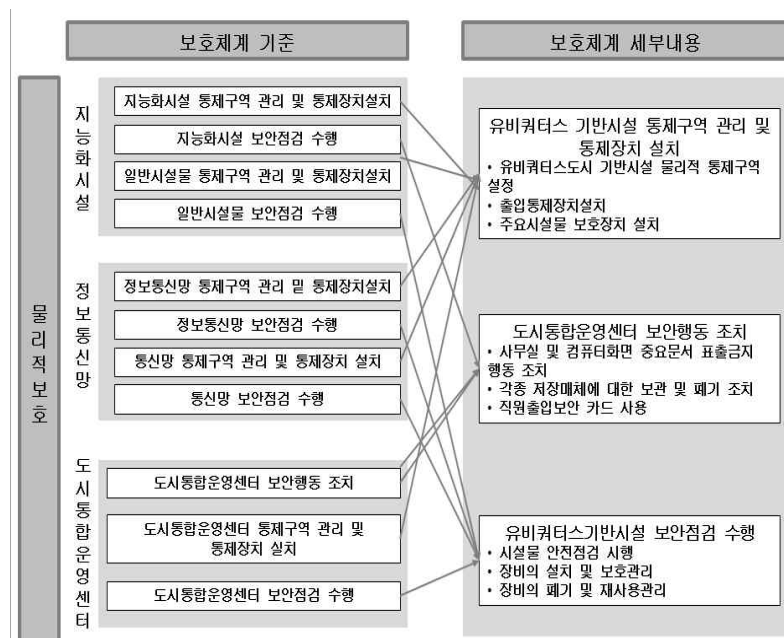 보호체계 기준
보호체계 세부내용
물리적보호
지능화시설
지능화시설 통제구역 관리 및 통제장치설치
지능화시설 보안점검 수행
일반시설물 통제구역 관리 및 통제장치설치
일반시설물 보안점검 수행
정보통신망
정보통신망 통제구역 관리 밑 통제장치설치
정보통신망 보안점검 수행
통신망 통제구역 관리 및 통제장치 설치
통신망 보안점검 수행
도시통합운영센터
도시통합운영센터 보안행동 조치
도시통합운영센터 통제구역 관리 및
통제장치 실치
도시통합운영센터 보안점검 수행
유비쿼터스 기반시설 통제구역 관리 및
통제장치 설치
• 유비쿼터스도시 기반시설 물리적 통제구역
설정
• 출입통제장치설치
• 주요시설물 보호장치 설치
도시통합운영센터 보안행동 조치
• 사무실 및 컴퓨터화면 중요문서 표출금지
행동 조치
• 각종 저장매체에 대한 보관 및 폐기 조치
• 직원출입보안 카드 사용
유비쿼터스기반시설 보안점검 수행
• 시설물 안전점검 시행
• 장비의 설치 및 보호관리
• 장비의 폐기 및 재사용관리